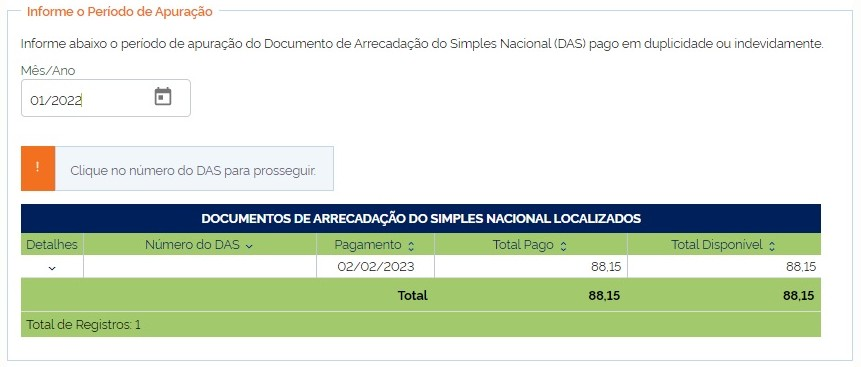 Informe o Período de Apuração
Informe abaixo o período de apuração do Documento de Arrecadação do Simples Nacional (DAS) pago em duplicidade ou indevidamente.
Mês/Ano
01/2022
! Clique no número do DAS para prosseguir.
DOCUMENTOS DE ARRECADAÇÃO DO SIMPLES NACIONAL LOCALIZADOS
Detalhes Número do DAS Pagamento Total Pago Total Disponível
02/02/2023 88,15 88,15
Total 88,15 88,15
Total de Registros: 1